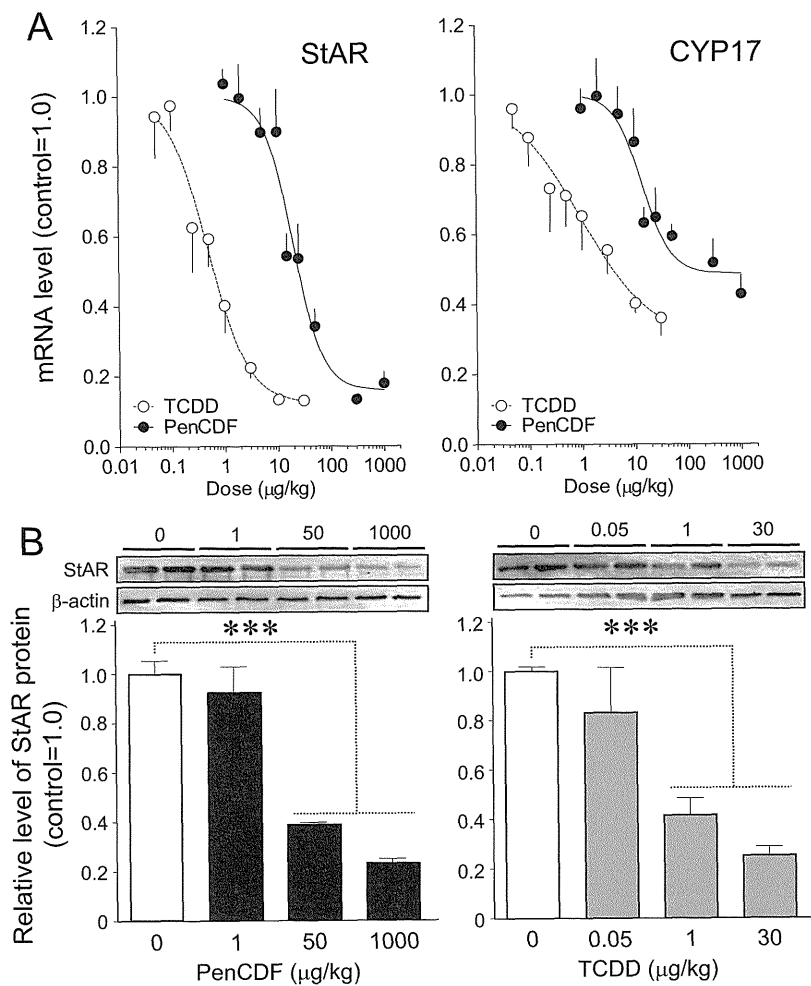 A
StAR
CYP17
mRNA level (control=1.0)
1.2
1.0
0.8
0.6
0.4
0.2
0.0
TCDD
PenCDF
0.01 0.1 1 10 100 1000
Dose (μg/kg)
1.2
1.0
0.8
0.6
0.4
0.2
0.0
TCDD
PenCDF
0.01 0.1 1 10 100 1000
Dose (μg/kg)
B
0 1 50 1000
StAR
β-actin
0 0.05 1 30
Relative level of StAR protein
(control=1.0)
1.2
1.0
0.8
0.6
0.4
0.2
0
***
0 1 50 1000
PenCDF (μg/kg)
1.2
1.0
0.8
0.6
0.4
0.2
0
***
0 0.05 1 30
TCDD (μg/kg)